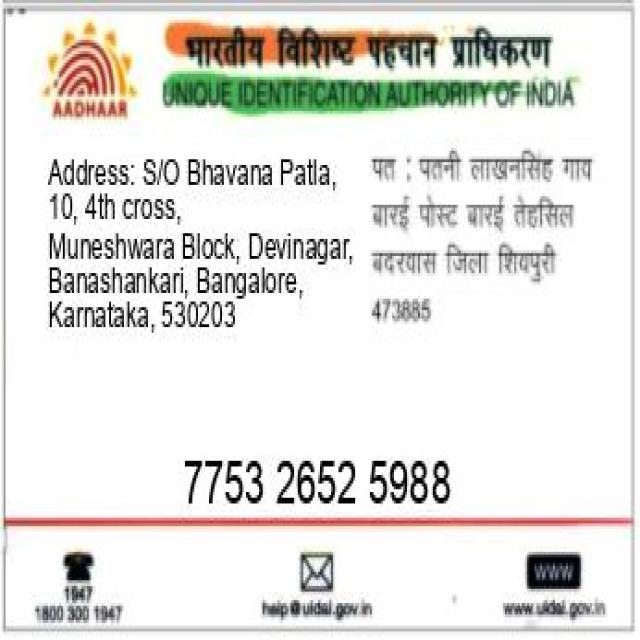 भारतीय विशिष्ट पहचान प्राधिकरण
AADHAAR
UNIQUE IDENTIFICATION AUTHORITY OF INDIA
Address: S/O Bhavana Patla,
10, 4th cross,
Muneshwara Block, Devinagar,
Banashankari, Bangalore,
Karnataka, 530203
पत : पतनी लाखनसिंह गाय
बारई पोस्ट बारई तेहसिल
बदरवास जिला शिवपुरी
473885
7753 2652 5988
1947
1800 300 1947
help@uidai.gov.in
www
www.uidai.gov.in